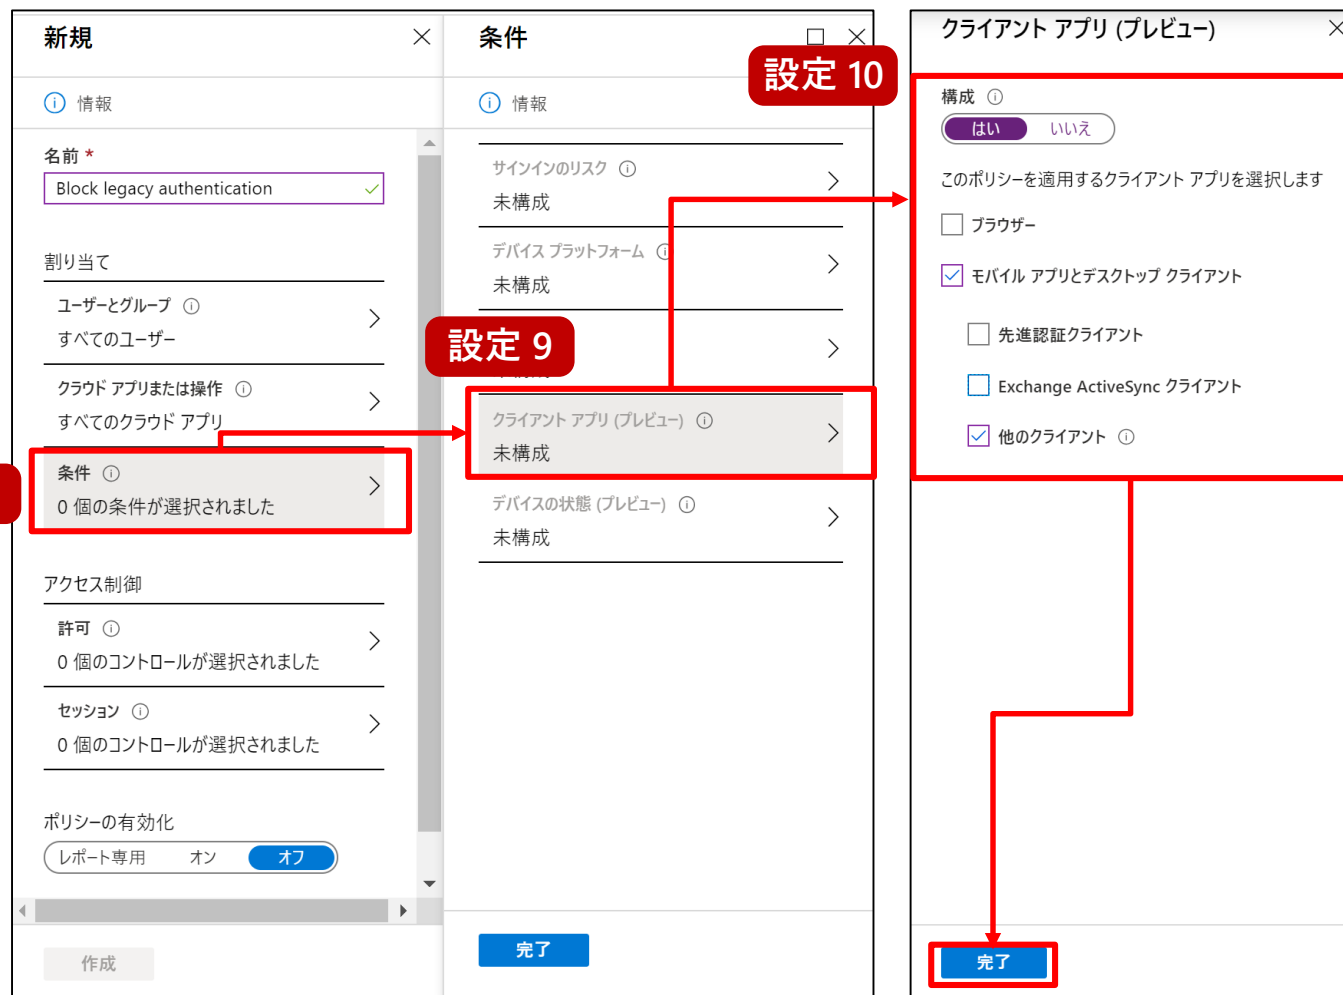 新規
情報
名前 *
Block legacy authentication
割り当て
ユーザーとグループ
すべてのユーザー
クラウド アプリまたは操作
すべてのクラウド アプリ
条件
0 個の条件が選択されました
アクセス制御
許可
0 個のコントロールが選択されました
セッション
0 個のコントロールが選択されました
ポリシーの有効化
レポート専用 オン オフ
作成
条件
情報
サインインのリスク
未構成
デバイス プラットフォーム
未構成
設定 9
クライアント アプリ (プレビュー)
未構成
デバイスの状態 (プレビュー)
未構成
完了
設定 10
クライアント アプリ (プレビュー)
構成
はい いいえ
このポリシーを適用するクライアント アプリを選択します
ブラウザー
モバイル アプリとデスクトップ クライアント
先進認証クライアント
Exchange ActiveSync クライアント
他のクライアント
完了